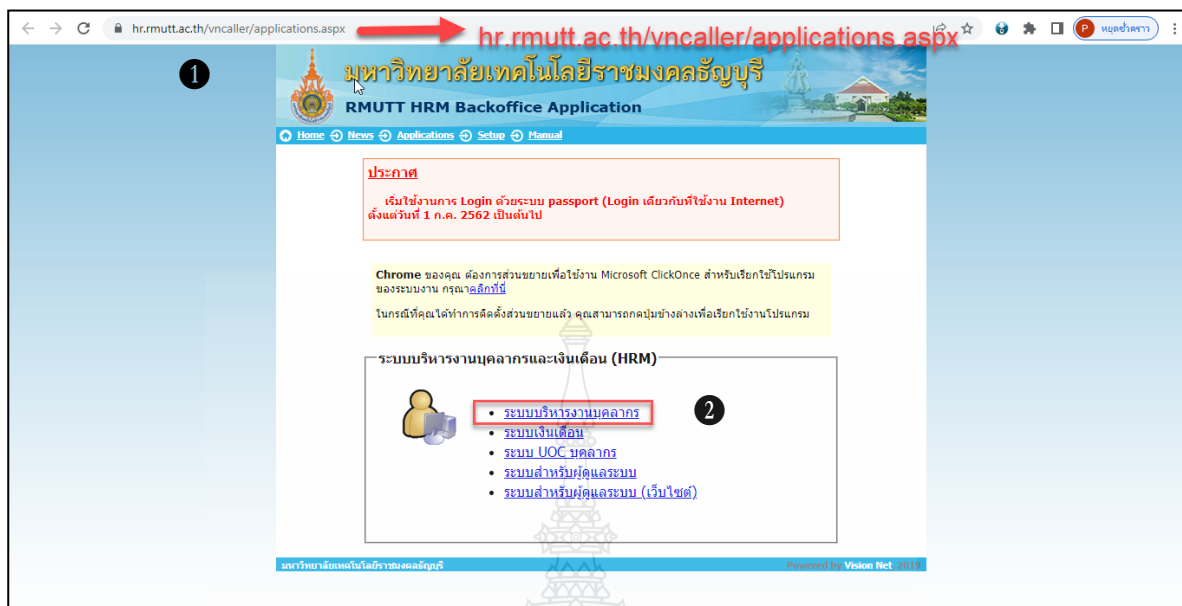 hr.rmutt.ac.th/vncaller/applications.aspx
hr.rmutt.ac.th/vncaller/applications.aspx
P หยุดชั่วคราว
1
มหาวิทยาลัยเทคโนโลยีราชมงคลธัญบุรี
RMUTT HRM Backoffice Application
Home News Applications Setup Manual
ประกาศ
เริ่มใช้งานการ Login ด้วยระบบ passport (Login เดียวกับที่ใช้งาน Internet)
ตั้งแต่วันที่ 1 ก.ค. 2562 เป็นต้นไป
Chrome ของคุณ ต้องการส่วนขยายเพื่อใช้งาน Microsoft ClickOnce สำหรับเรียกใช้โปรแกรม
ของระบบงาน กรุณาคลิกที่นี่
ในกรณีที่คุณได้ทำการติดตั้งส่วนขยายแล้ว คุณสามารถกดปุ่มข้างล่างเพื่อเรียกใช้งานโปรแกรม
ระบบบริหารงานบุคลากรและเงินเดือน (HRM)
• ระบบบริหารงานบุคลากร 2
• ระบบเงินเดือน
• ระบบ UOC บุคลากร
• ระบบสำหรับผู้ดูแลระบบ
• ระบบสำหรับผู้ดูแลระบบ (เว็บไซต์)
มหาวิทยาลัยเทคโนโลยีราชมงคลธัญบุรี Powered by Vision Net 2019